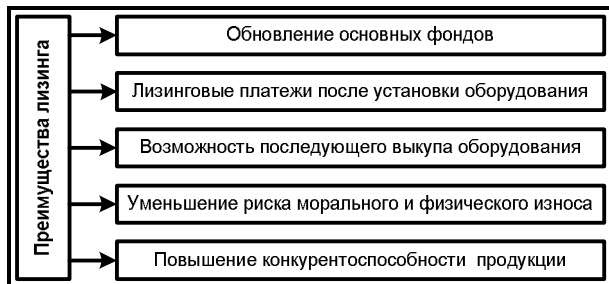 Преимущества лизинга
Обновление основных фондов
Лизинговые платежи после установки оборудования
Возможность последующего выкупа оборудования
Уменьшение риска морального и физического износа
Повышение конкурентоспособности продукции